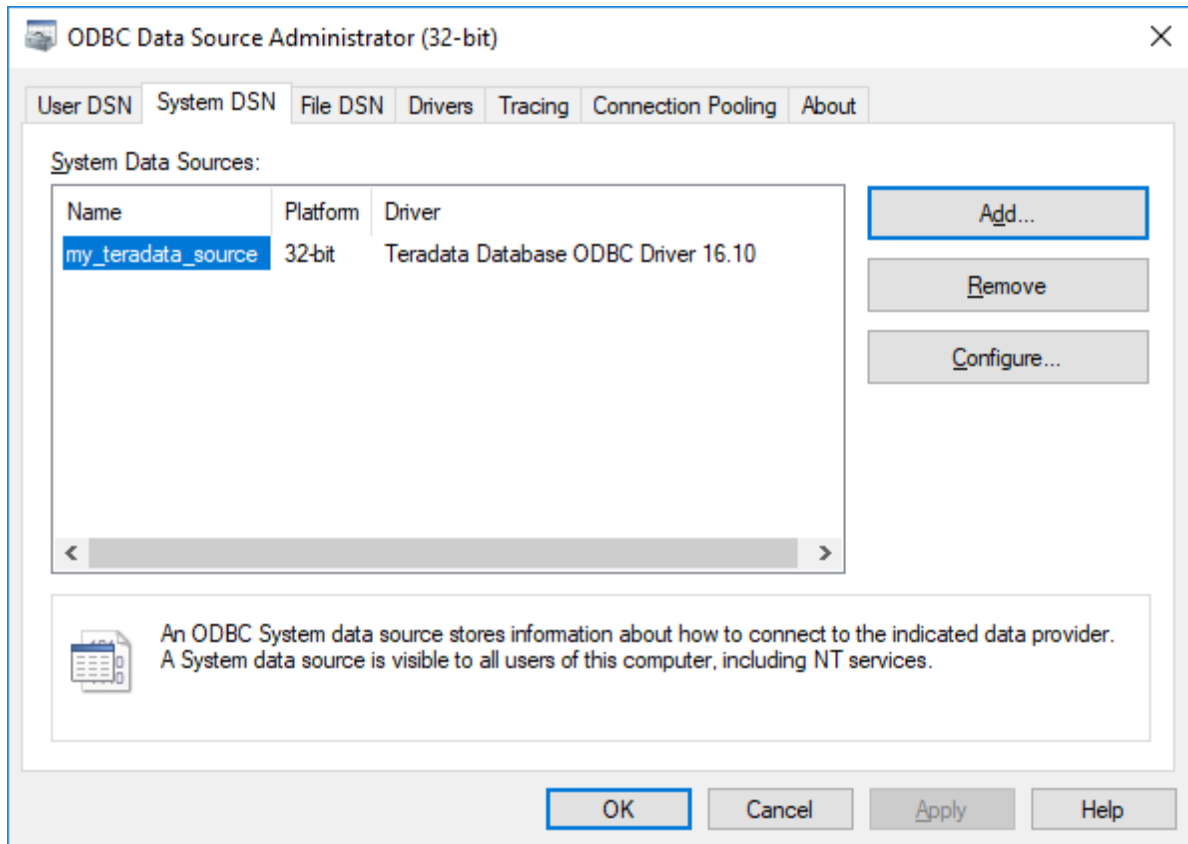 ODBC Data Source Administrator (32-bit)
User DSN System DSN File DSN Drivers Tracing Connection Pooling About
System Data Sources:
Name Platform Driver
my_teradata_source 32-bit Teradata Database ODBC Driver 16.10
Add...
Remove
Configure...
An ODBC System data source stores information about how to connect to the indicated data provider.
A System data source is visible to all users of this computer, including NT services.
OK Cancel Apply Help